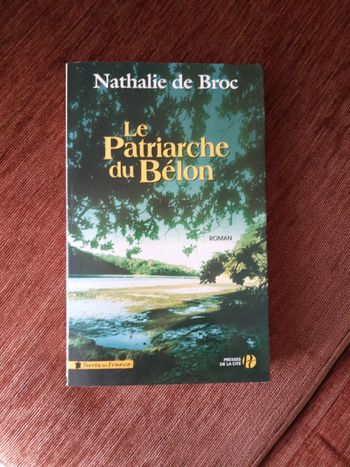 Nathalie de Broc
Le
Patriarche
du Bélon
ROMAN
Terres de France
PRESSES
DE LA CITÉ